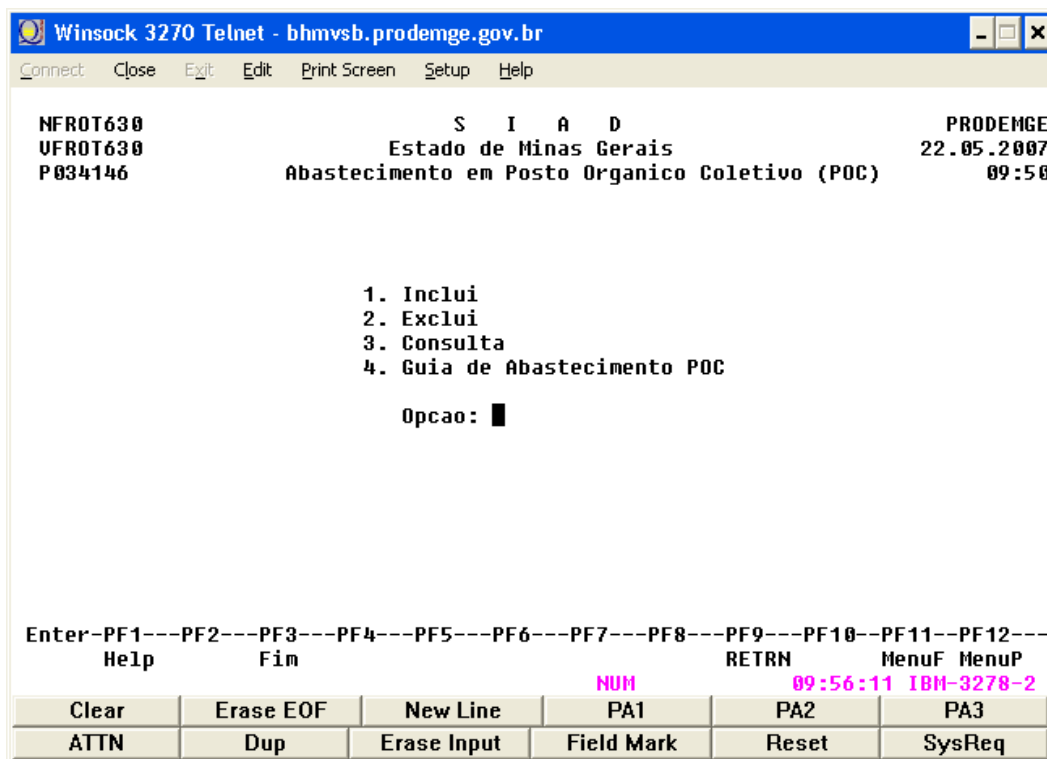 Winsock 3270 Telnet - bhmvsb.prodemge.gov.br
Connect Close Exit Edit Print Screen Setup Help
NFROT630 S I A D PRODEMGE
VFROT630 Estado de Minas Gerais 22.05.2007
P034146 Abastecimento em Posto Organico Coletivo (POC) 09:50
1. Inclui
2. Exclui
3. Consulta
4. Guia de Abastecimento POC
Opcao:
Enter-PF1---PF2---PF3---PF4---PF5---PF6---PF7---PF8---PF9---PF10--PF11--PF12---
Help Fim RETRN MenuF MenuP
NUM 09:56:11 IBM-3278-2
Clear Erase EOF New Line PA1 PA2 PA3
ATTN Dup Erase Input Field Mark Reset SysReq